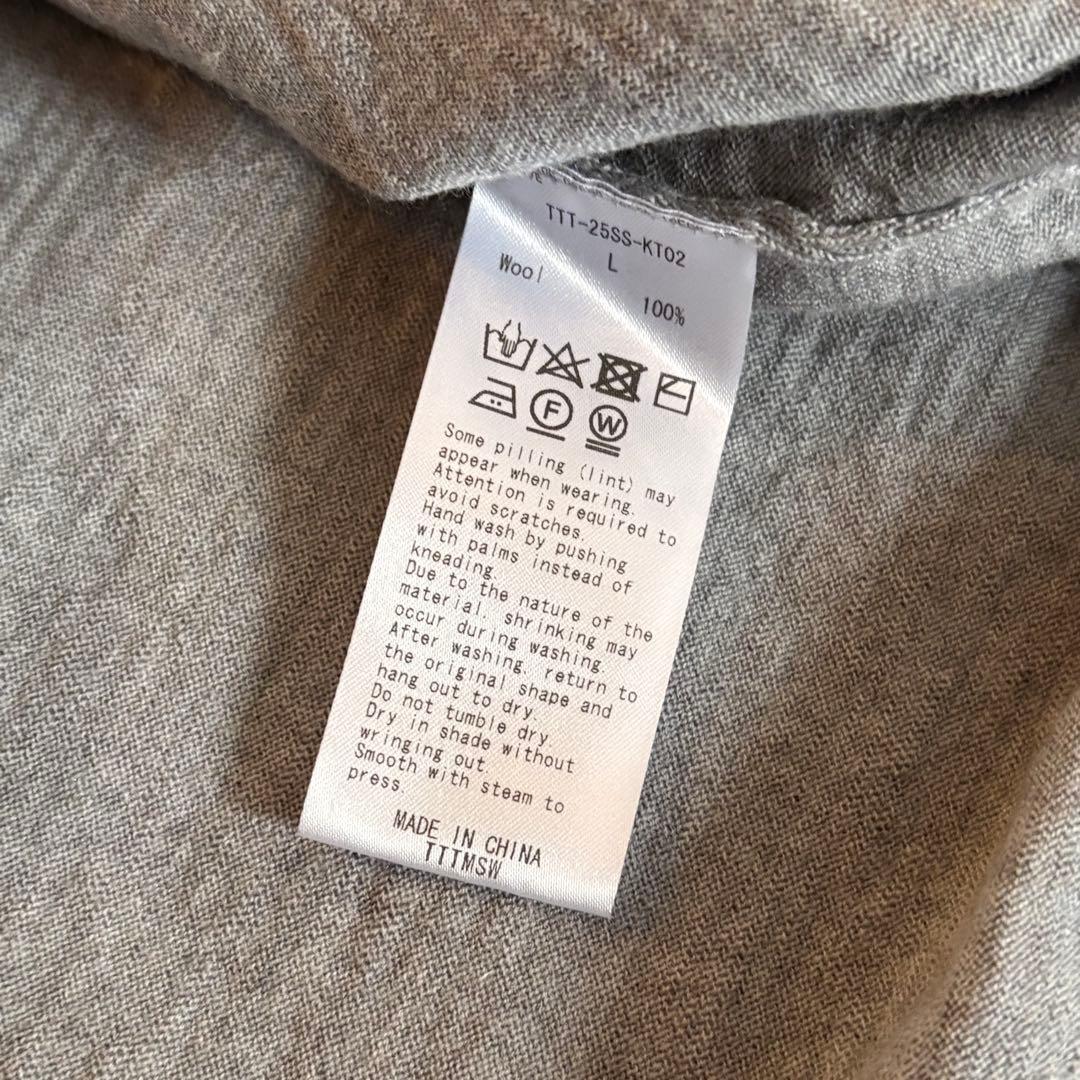 TTT-25SS-KT02
L
Wool 100%
F W
Some pilling (lint) may
appear when wearing.
Attention is required to
avoid scratches.
Hand wash by pushing
with palms instead of
kneading.
Due to the nature of the
material, shrinking may
occur during washing.
After washing, return to
the original shape and
hang out to dry.
Do not tumble dry.
Dry in shade without
wringing out.
Smooth with steam to
press.
MADE IN CHINA
TTTMSW